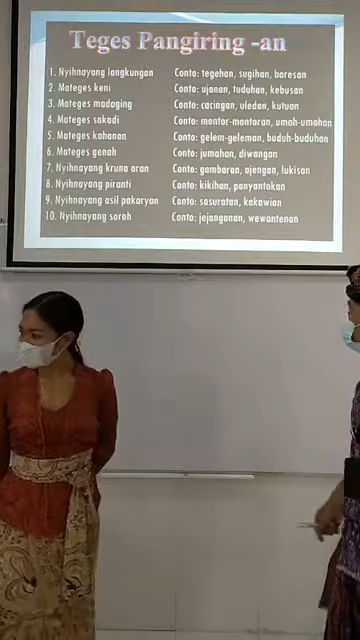 Teges Pangiring -an
1. Nyihnayang langkungan Conto: tegehan, sugihan, baresan
2. Mateges keni Conto: ujanan, tuduhan, kebusan
3. Mateges madaging Conto: cacingan, uledan, kutuan
4. Mateges sakadi Conto: montor-montoran, umah-umahan
5. Mateges kahanan Conto: gelem-geleman, buduh-buduhan
6. Mateges genah Conto: jumahan, diwangan
7. Nyihnayang kruna aran Conto: gambaran, ajengan, lukisan
8. Nyihnayang piranti Conto: kikihan, panyantokan
9. Nyihnayang asil pakaryan Conto: sasuratan, kakawian
10. Nyihnayang soroh Conto: jejanganan, wewantenan